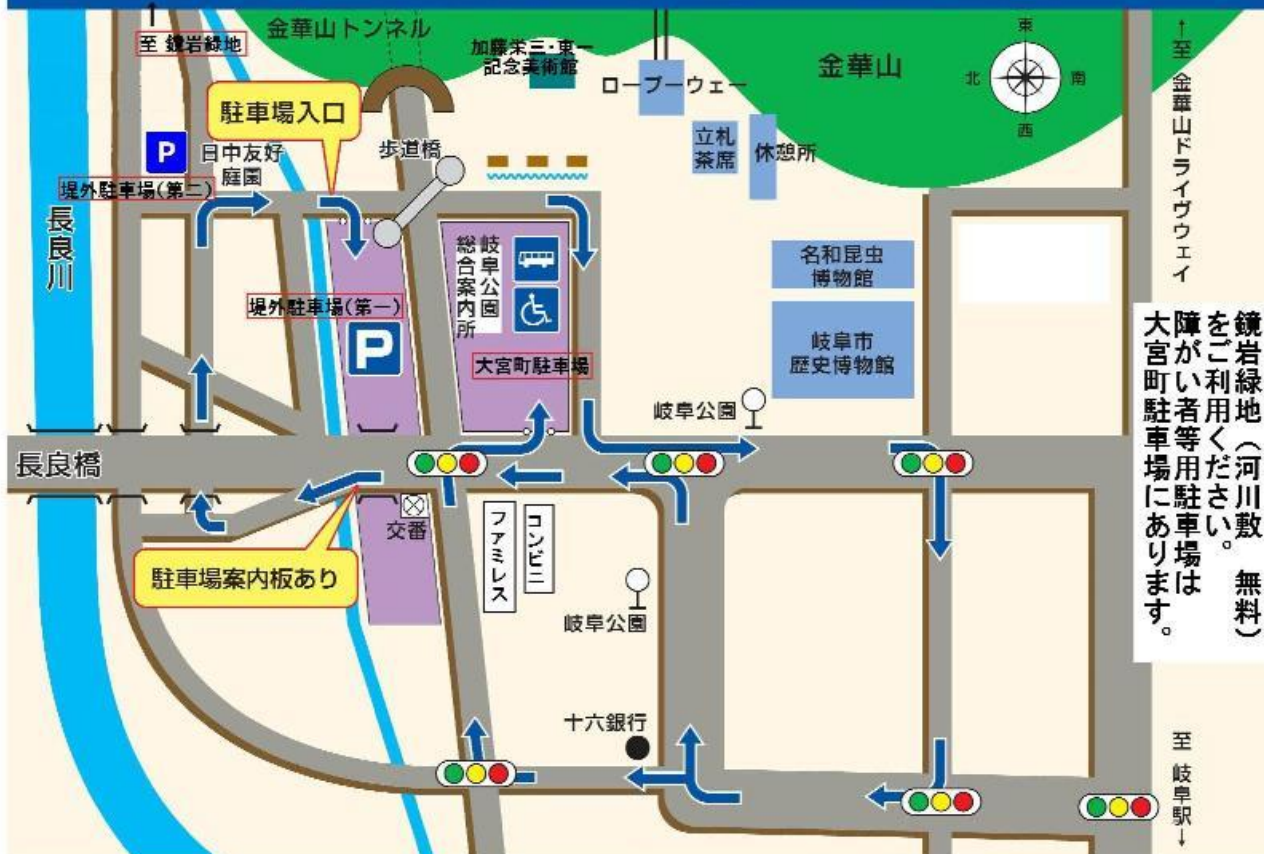 至 鏡岩緑地
金華山トンネル
加藤栄三・東一
記念美術館
ロープーウェー
金華山
東
北
南
西
↑至 金華山ドライヴウェイ
駐車場入口
P
日中友好
庭園
歩道橋
立札
茶席
休憩所
堤外駐車場(第二)
長良川
岐阜公園
総合案内所
名和昆虫
博物館
堤外駐車場(第一)
P
大宮町駐車場
岐阜市
歴史博物館
鏡岩緑地（河川敷 無料）
をご利用ください。
障がい者等用駐車場は
大宮町駐車場にあります。
岐阜公園
長良橋
交番
ファミレス
コンビニ
駐車場案内板あり
岐阜公園
十六銀行
至 岐阜駅→